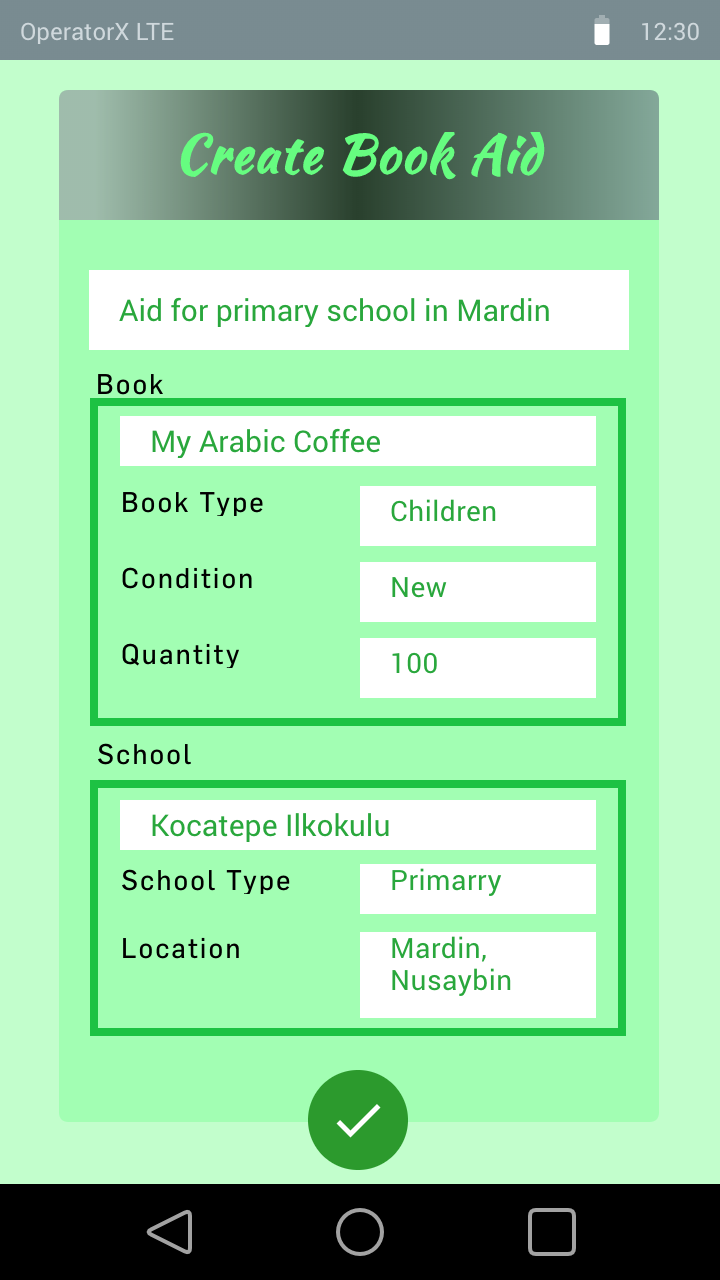 OperatorX LTE
12:30
Create Book Aid
Aid for primary school in Mardin
Book
My Arabic Coffee
Book Type
Children
Condition
New
Quantity
100
School
Kocatepe Ilkokulu
School Type
Primarry
Location
Mardin,
Nusaybin